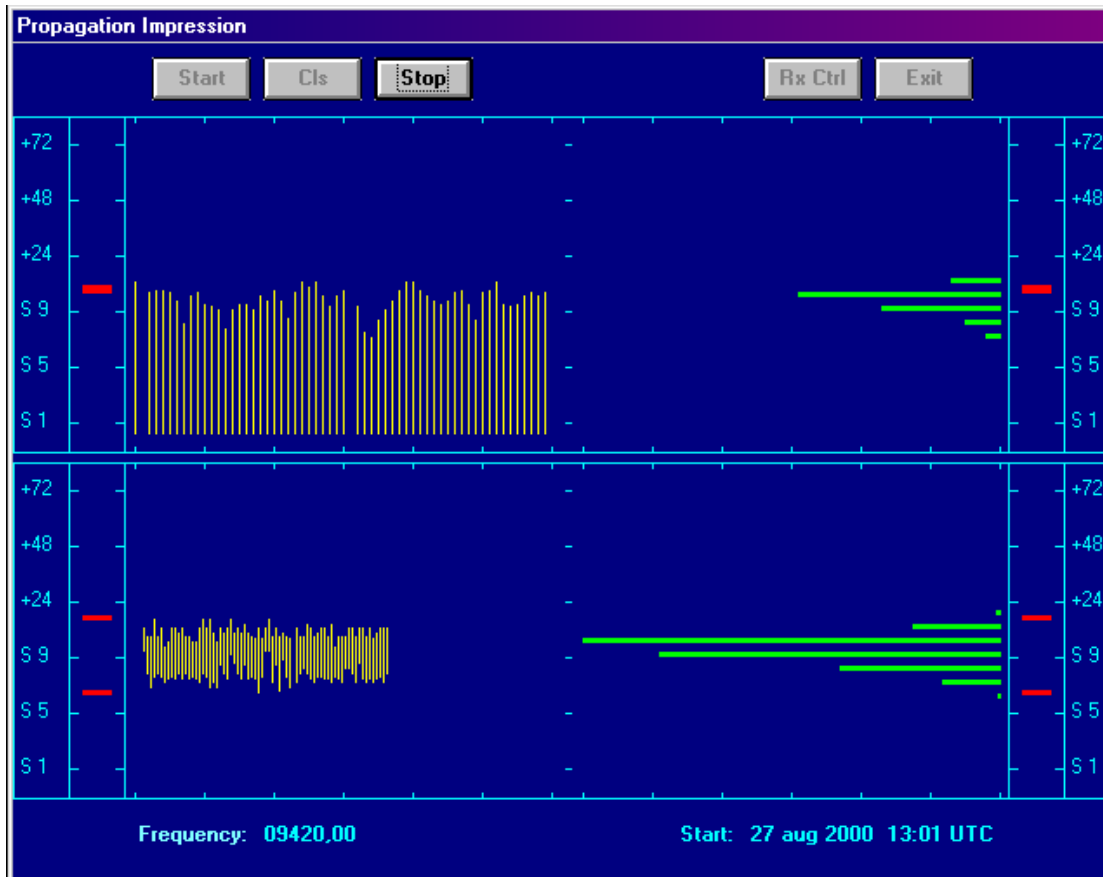 Propagation Impression
Start Cls Stop Rx Ctrl Exit
+72 +72
+48 +48
+24 +24
S 9 S 9
S 5 S 5
S 1 S 1
+72 +72
+48 +48
+24 +24
S 9 S 9
S 5 S 5
S 1 S 1
Frequency: 09420,00 Start: 27 aug 2000 13:01 UTC